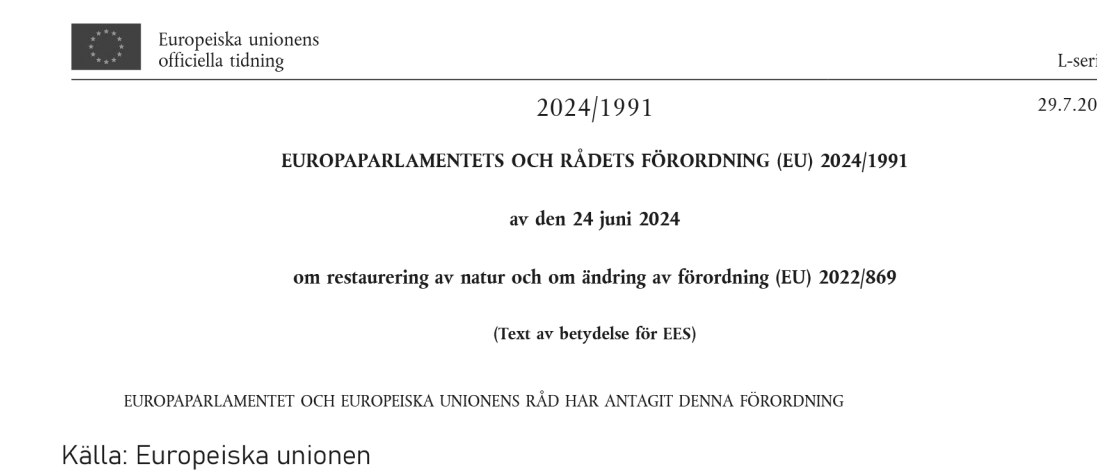 Europeiska unionens
officiella tidning
L-seri
2024/1991
29.7.20
EUROPAPARLAMENTETS OCH RÅDETS FÖRORDNING (EU) 2024/1991
av den 24 juni 2024
om restaurering av natur och om ändring av förordning (EU) 2022/869
(Text av betydelse för EES)
EUROPAPARLAMENTET OCH EUROPEISKA UNIONENS RÅD HAR ANTAGIT DENNA FÖRORDNING
Källa: Europeiska unionen